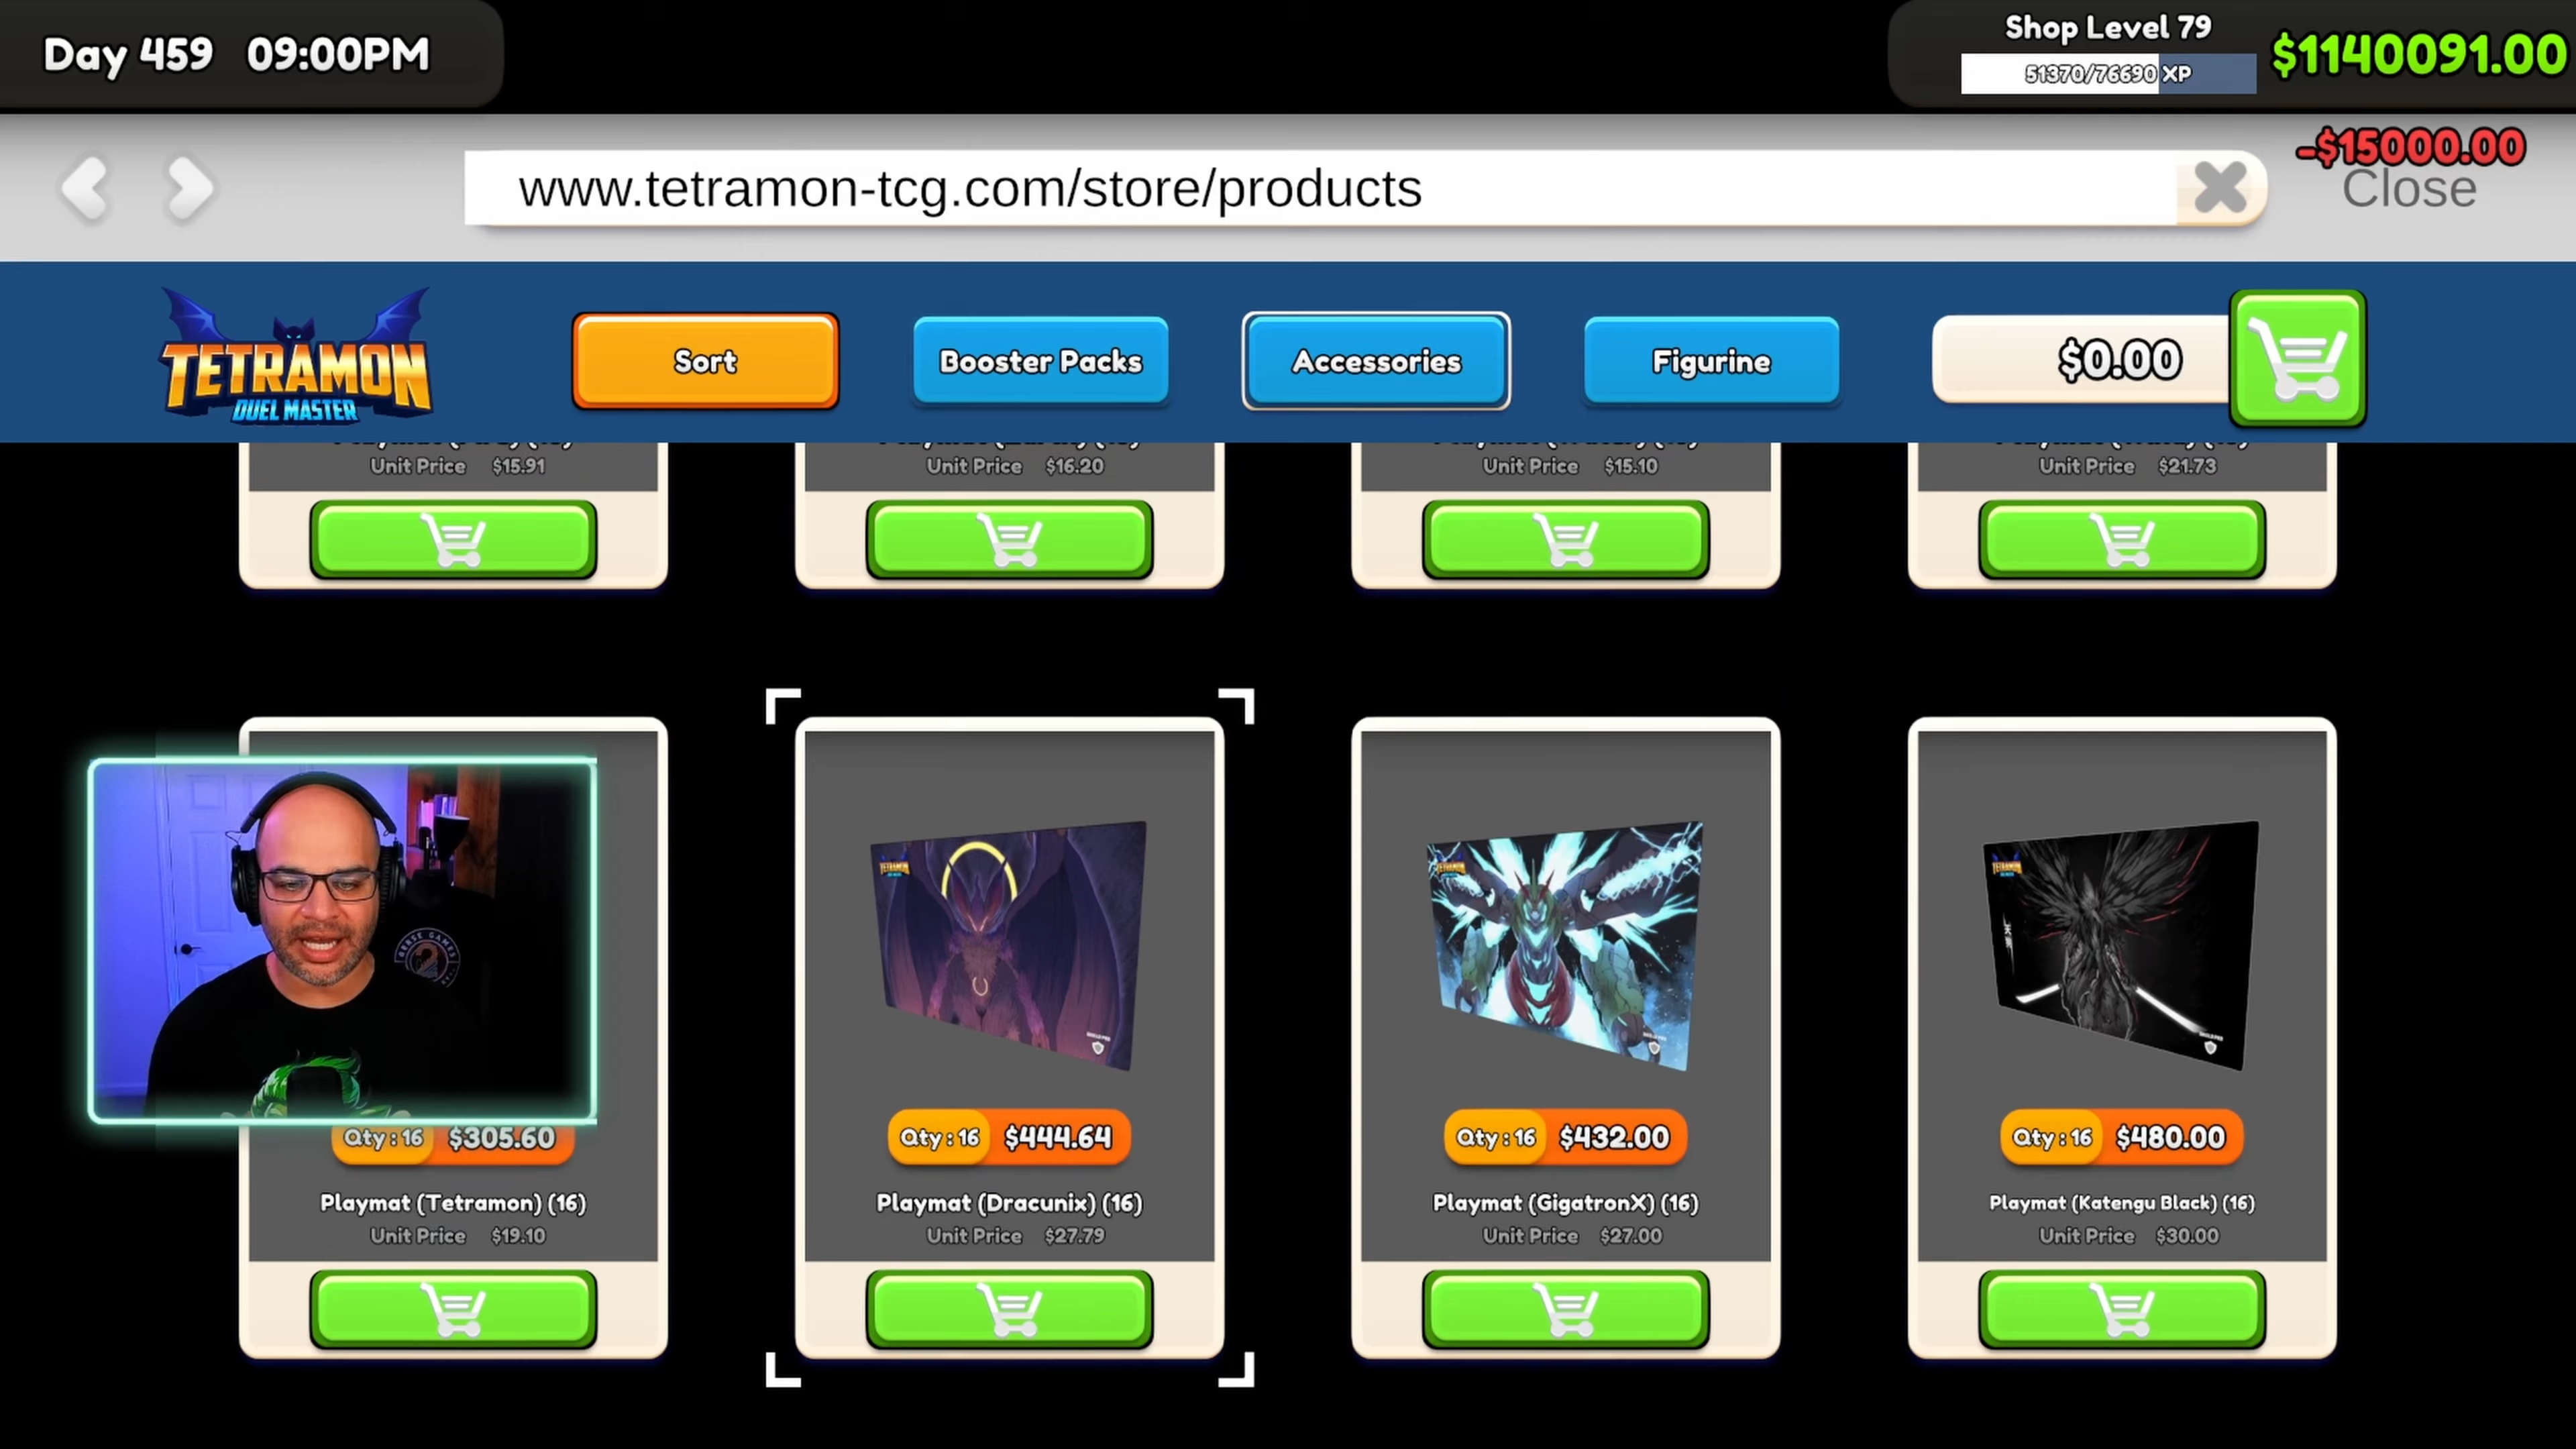 Day 459 09:00PM
Shop Level 79
51370/76690 XP
$1140091.00
-$15000.00
www.tetramon-tcg.com/store/products
Close
TETRAMON
DUEL MASTER
Sort
Booster Packs
Accessories
Figurine
$0.00
Unit Price $15.91
Unit Price $16.20
Unit Price $15.10
Unit Price $21.73
TETRAMON
TETRAMON
TETRAMON
Qty : 16 $305.60
Qty : 16 $444.64
Qty : 16 $432.00
Qty : 16 $480.00
Playmat (Tetramon) (16)
Playmat (Dracunix) (16)
Playmat (GigatronX) (16)
Playmat (Katengu Black) (16)
Unit Price $19.10
Unit Price $27.79
Unit Price $27.00
Unit Price $30.00